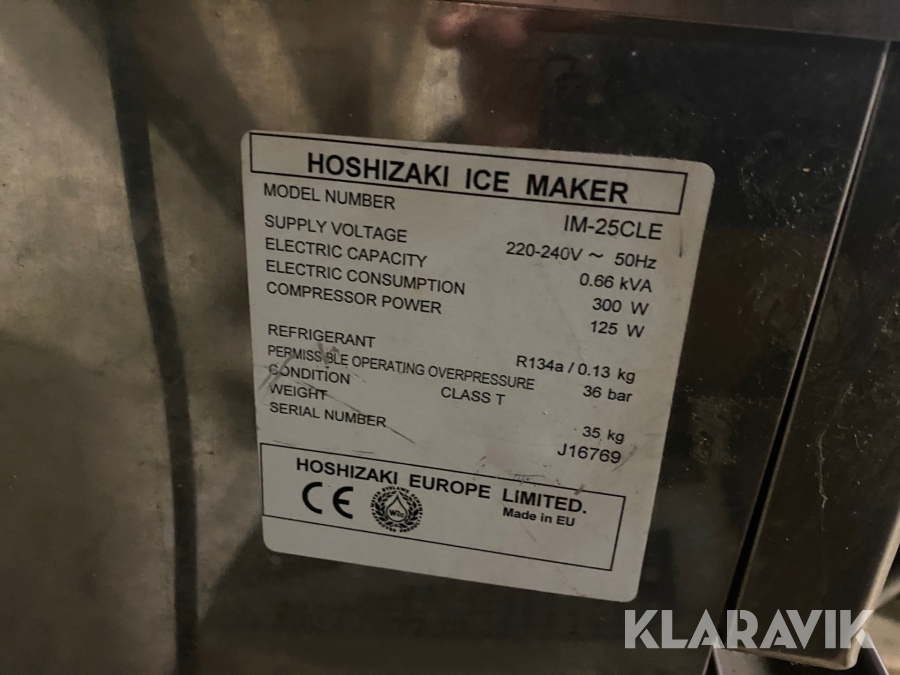 HOSHIZAKI ICE MAKER
MODEL NUMBER IM-25CLE
SUPPLY VOLTAGE 220-240V ~ 50Hz
ELECTRIC CAPACITY 0.66 kVA
ELECTRIC CONSUMPTION 300 W
COMPRESSOR POWER 125 W
REFRIGERANT R134a / 0.13 kg
PERMISSIBLE OPERATING OVERPRESSURE 36 bar
CONDITION CLASS T
WEIGHT 35 kg
SERIAL NUMBER J16769
HOSHIZAKI EUROPE LIMITED.
CE WRc Made in EU
KLARAVIK